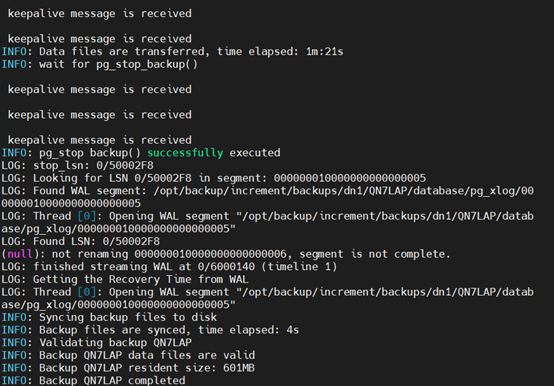 keepalive message is received
keepalive message is received
INFO: Data files are transferred, time elapsed: 1m:21s
INFO: wait for pg_stop_backup()
keepalive message is received
keepalive message is received
keepalive message is received
INFO: pg_stop backup() successfully executed
LOG: stop_lsn: 0/50002F8
LOG: Looking for LSN 0/50002F8 in segment: 000000010000000000000005
LOG: Found WAL segment: /opt/backup/increment/backups/dn1/QN7LAP/database/pg_xlog/00
0000010000000000000005
LOG: Thread [0]: Opening WAL segment "/opt/backup/increment/backups/dn1/QN7LAP/datab
ase/pg_xlog/000000010000000000000005"
LOG: Found LSN: 0/50002F8
(null): not renaming 000000010000000000000006, segment is not complete.
LOG: finished streaming WAL at 0/6000140 (timeline 1)
LOG: Getting the Recovery Time from WAL
LOG: Thread [0]: Opening WAL segment "/opt/backup/increment/backups/dn1/QN7LAP/datab
ase/pg_xlog/000000010000000000000005"
INFO: Syncing backup files to disk
INFO: Backup files are synced, time elapsed: 4s
INFO: Validating backup QN7LAP
INFO: Backup QN7LAP data files are valid
INFO: Backup QN7LAP resident size: 601MB
INFO: Backup QN7LAP completed